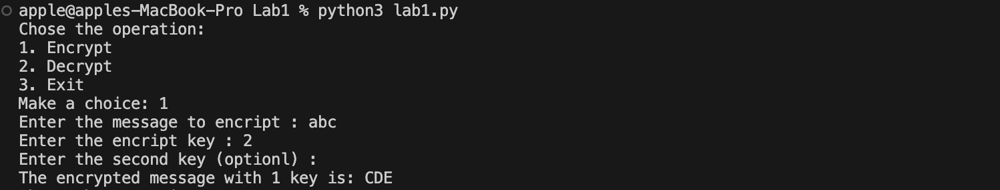 apple@apples-MacBook-Pro Lab1 % python3 lab1.py
Chose the operation:
1. Encrypt
2. Decrypt
3. Exit
Make a choice: 1
Enter the message to encript : abc
Enter the encript key : 2
Enter the second key (optionl) :
The encrypted message with 1 key is: CDE